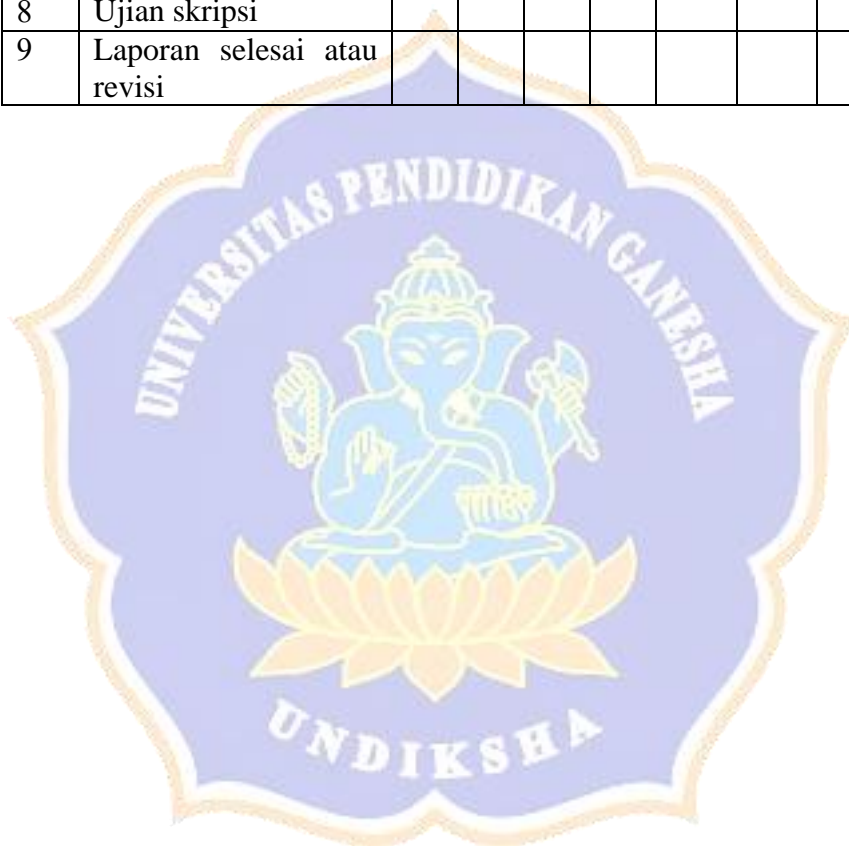 8 Ujian skripsi
9 Laporan selesai atau
revisi
UNIVERSITAS PENDIDIKAN GANESHA
UNDIKSHA